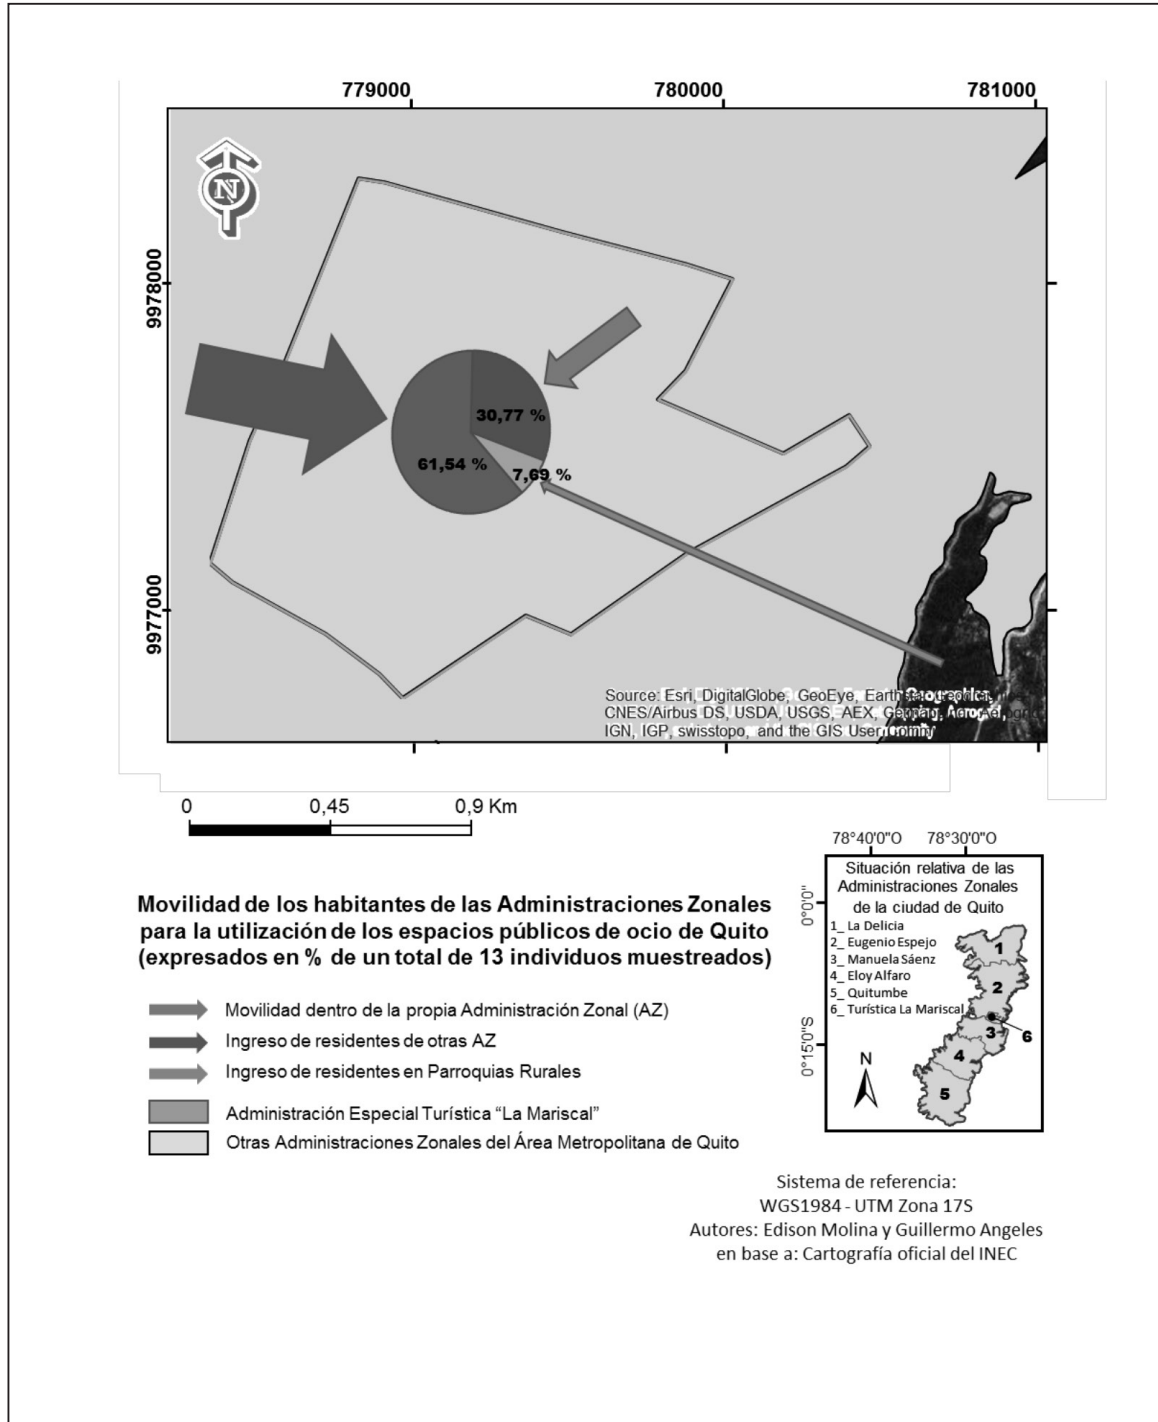 779000
780000
781000
N
9978000
9977000
30,77 %
61,54 %
7,69 %
Source: Esri, DigitalGlobe, GeoEye,
CNES/Airbus DS, USDA, USGS, AEX,
IGN, IGP, swisstopo, and the GIS User
0
0,45
0,9 Km
Movilidad de los habitantes de las Administraciones Zonales
para la utilización de los espacios públicos de ocio de Quito
(expresados en % de un total de 13 individuos muestreados)
Movilidad dentro de la propia Administración Zonal (AZ)
Ingreso de residentes de otras AZ
Ingreso de residentes en Parroquias Rurales
Administración Especial Turística “La Mariscal”
Otras Administraciones Zonales del Área Metropolitana de Quito
78°40'0"O
78°30'0"O
0°0'0"
0°15'0"S
Situación relativa de las
Administraciones Zonales
de la ciudad de Quito
1_ La Delicia
2_ Eugenio Espejo
3_ Manuela Sáenz
4_ Eloy Alfaro
5_ Quitumbe
6_ Turística La Mariscal
1
2
3
6
4
5
N
Sistema de referencia:
WGS1984 - UTM Zona 17S
Autores: Edison Molina y Guillermo Angeles
en base a: Cartografía oficial del INEC